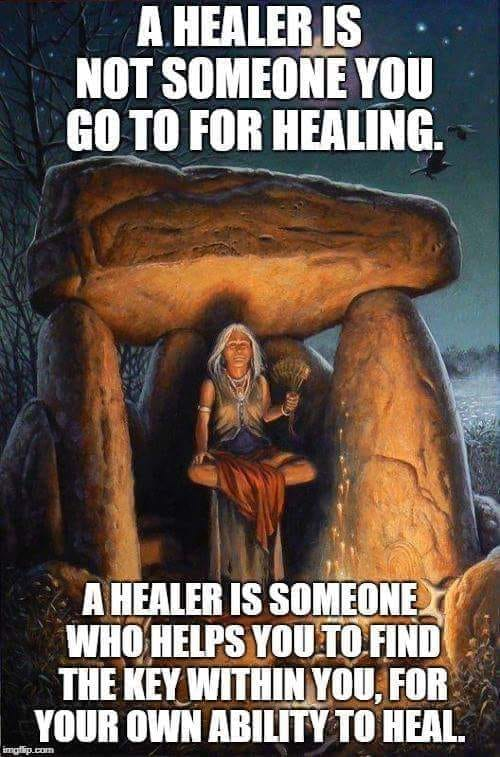 A HEALER IS
NOT SOMEONE YOU
GO TO FOR HEALING.
A HEALER IS SOMEONE
WHO HELPS YOU TO FIND
THE KEY WITHIN YOU, FOR
YOUR OWN ABILITY TO HEAL.
imgflip.com